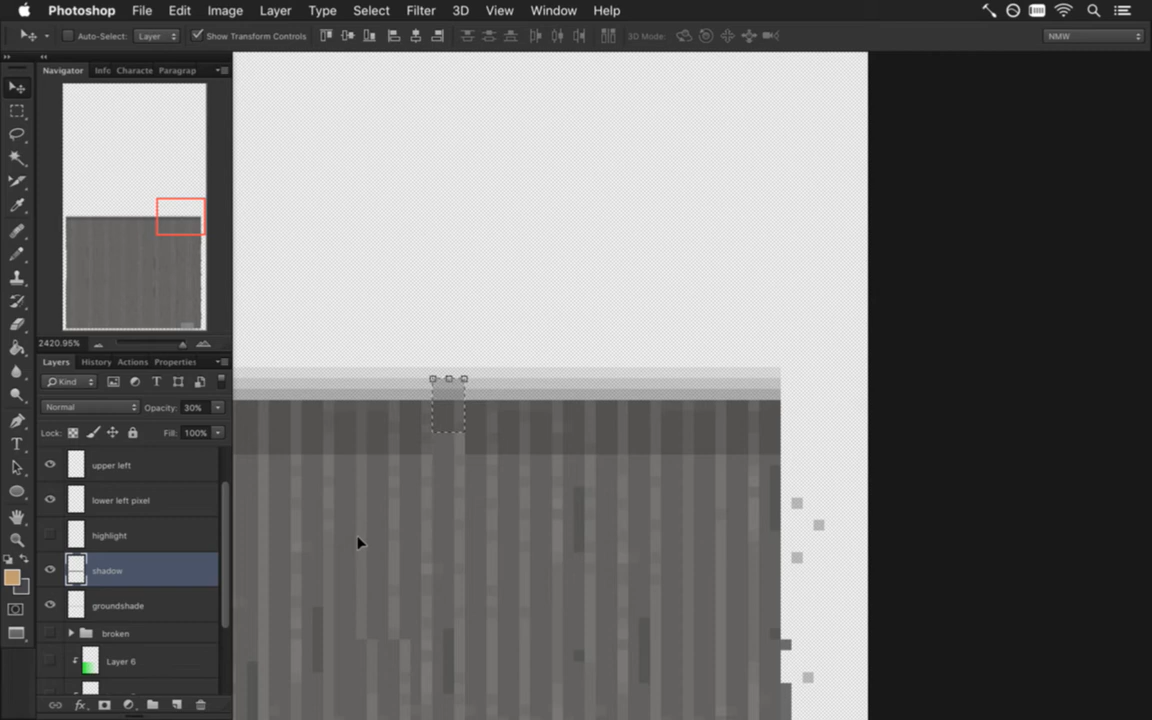 Photoshop File Edit Image Layer Type Select Filter 3D View Window Help
Auto-Select: Layer Show Transform Controls 3D Mode: NMW
Navigator Info Characte Paragrap
2420.95%
Layers History Actions Properties
Kind
Normal Opacity: 30%
Lock: Fill: 100%
upper left
lower left pixel
highlight
shadow
groundshade
broken
Layer 6
fx